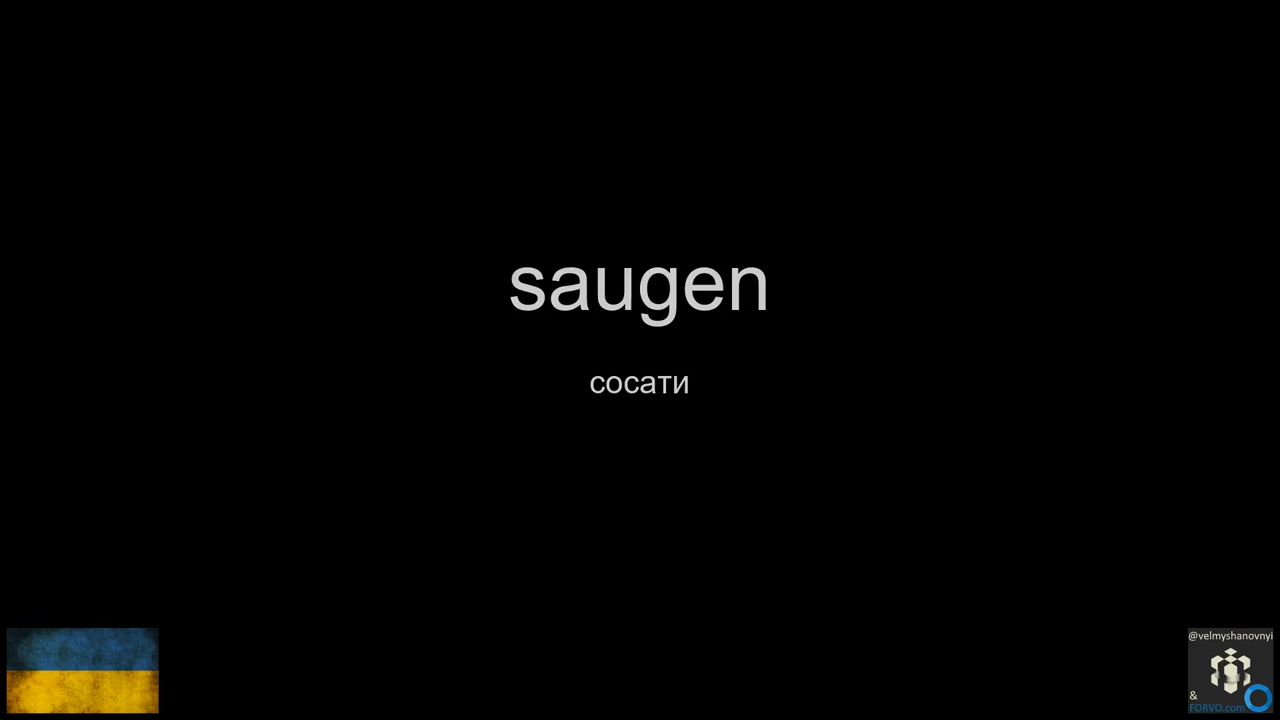 saugen
сосати
@velmyshanovnyi
&
FORVO.com